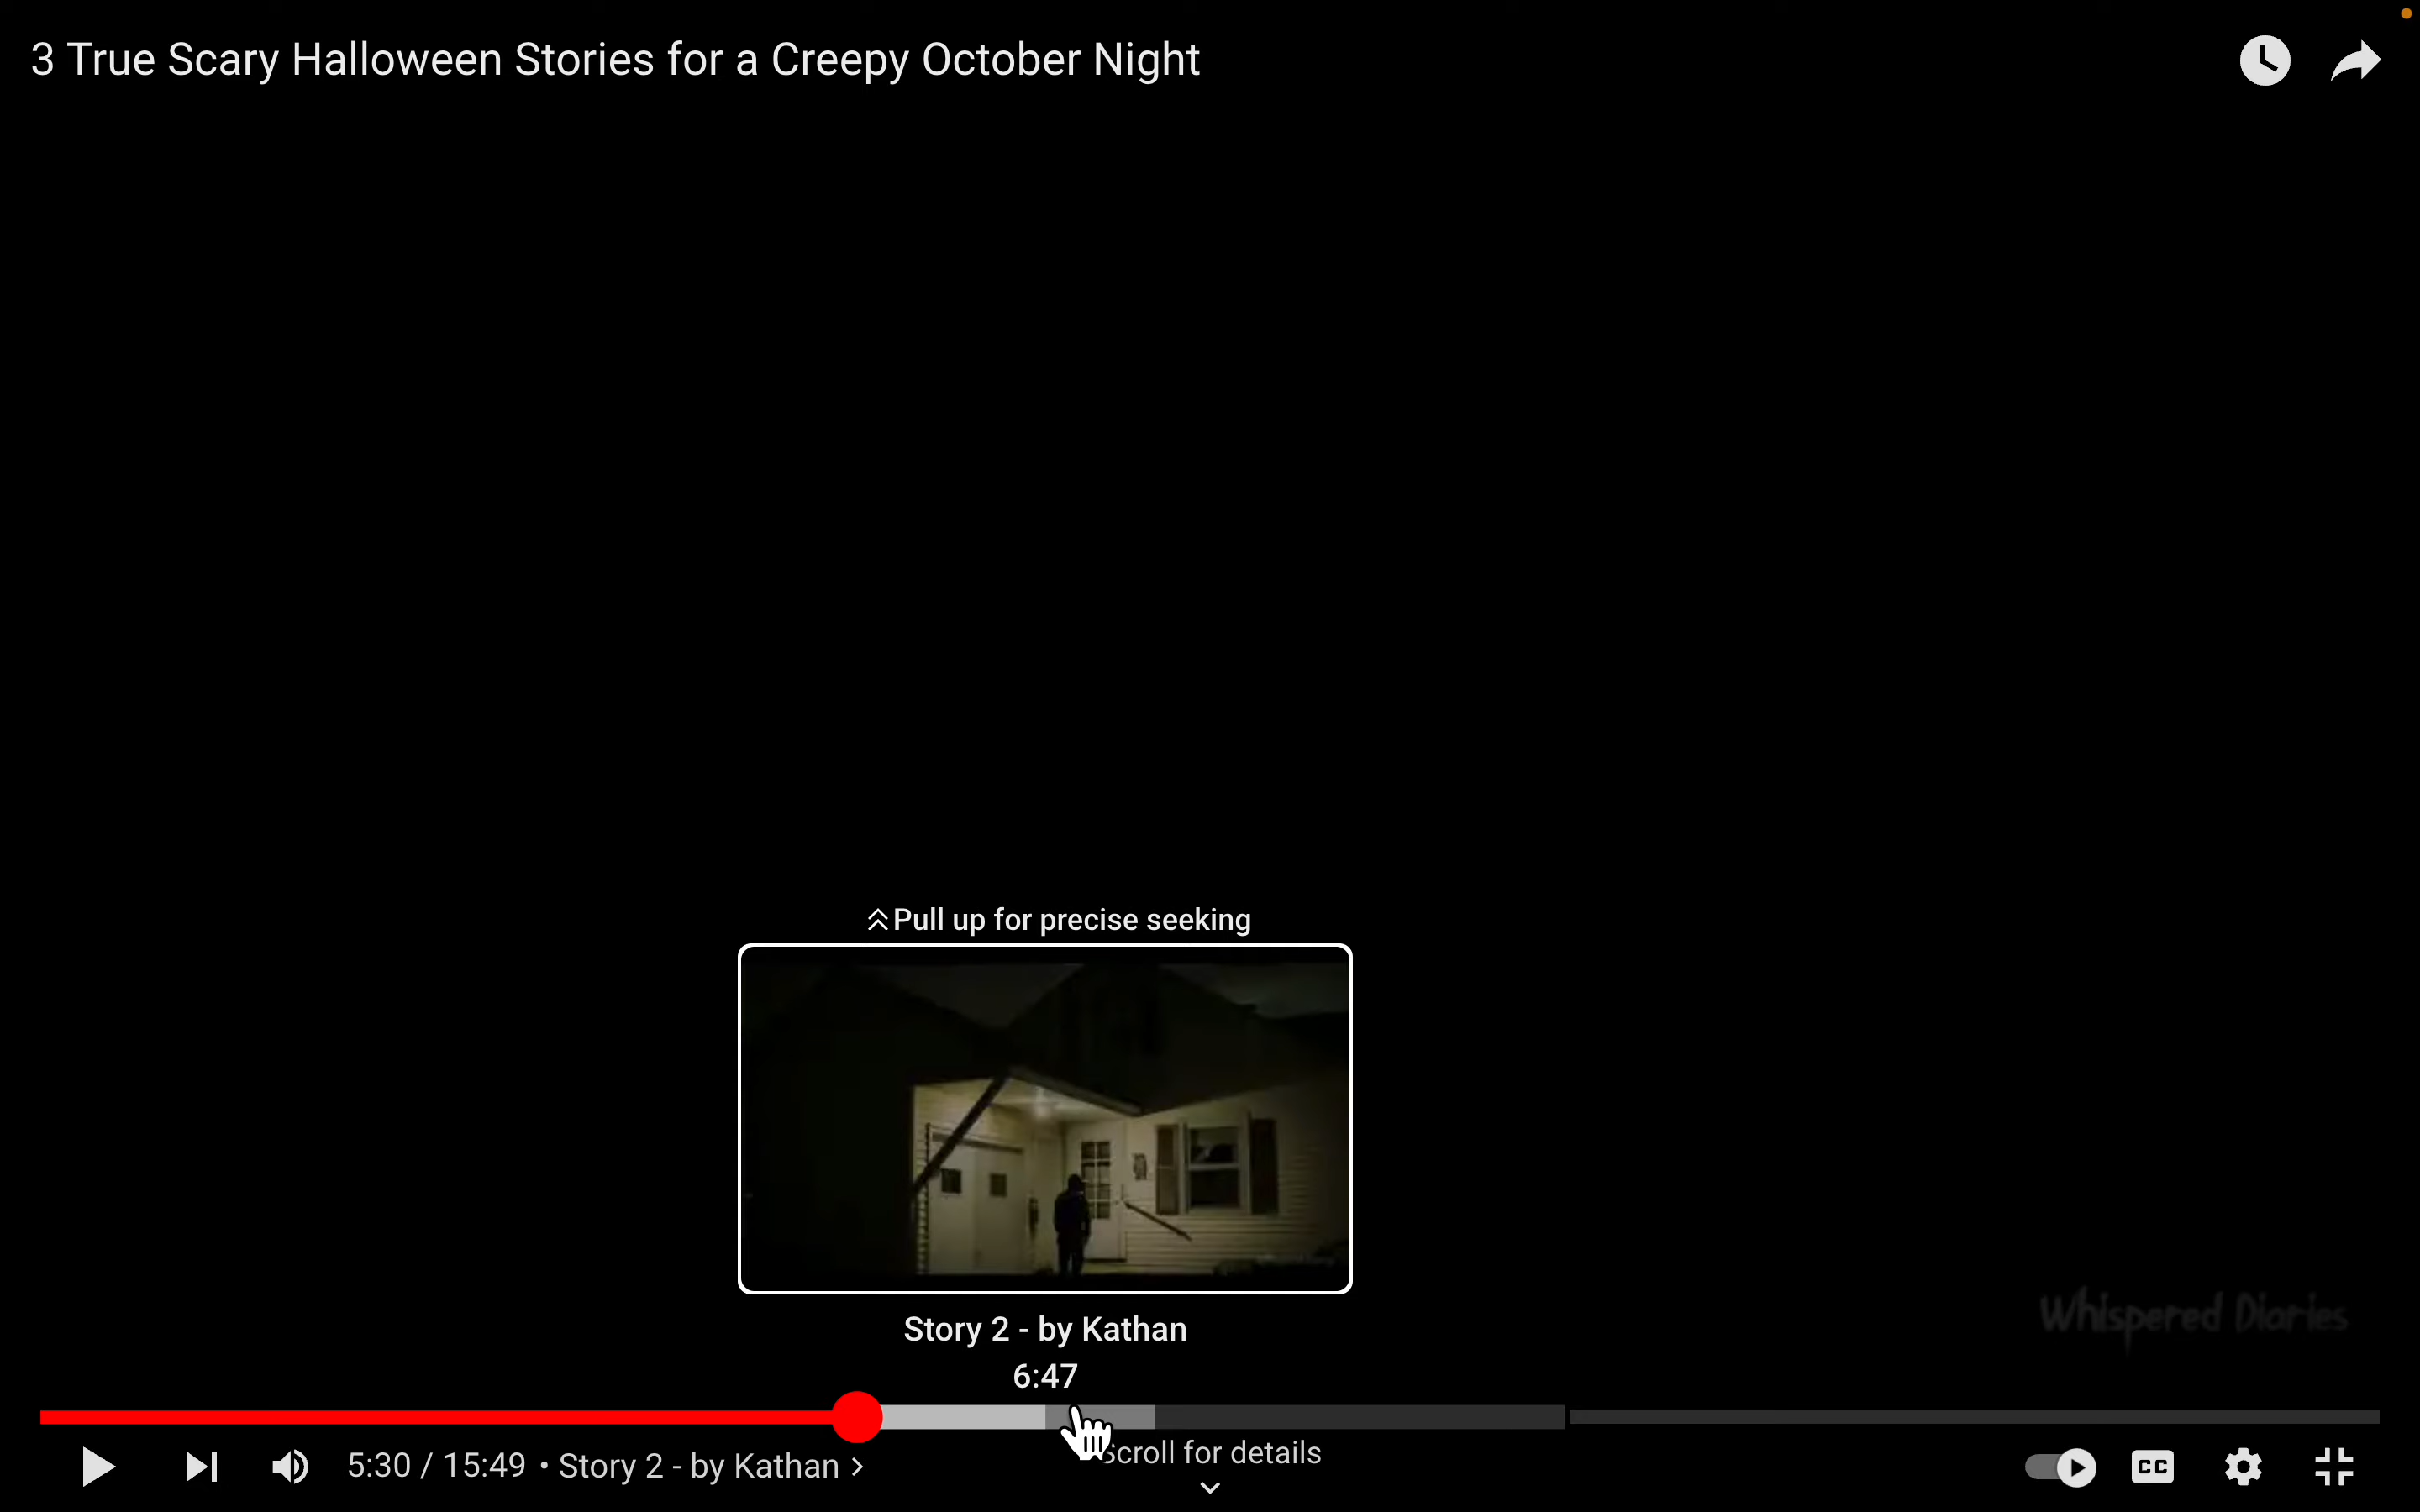 3 True Scary Halloween Stories for a Creepy October Night
Pull up for precise seeking
Whispered Diaries
Story 2 - by Kathan
6:47
5:30 / 15:49 • Story 2 - by Kathan >
Scroll for details
CC